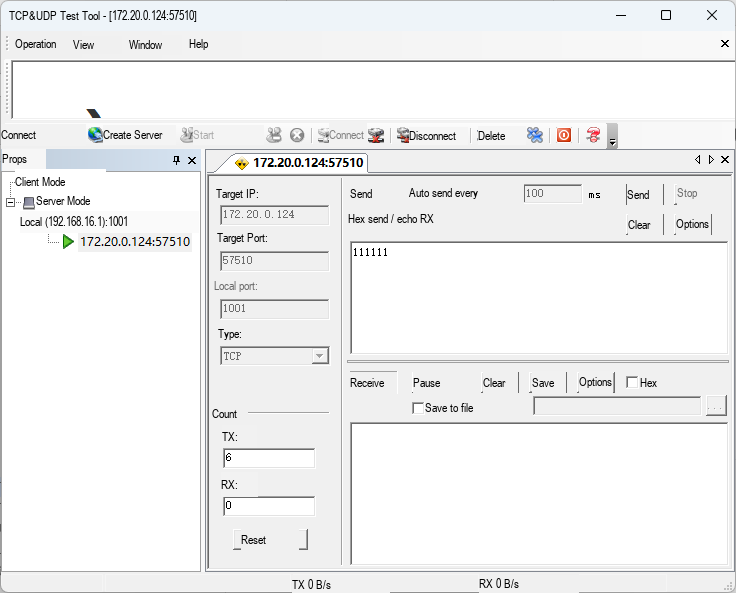 TCP&UDP Test Tool - [172.20.0.124:57510]
Operation View Window Help
Connect Create Server Start Connect Disconnect Delete
Props
172.20.0.124:57510
Client Mode
Server Mode
Local (192.168.16.1):1001
172.20.0.124:57510
Target IP:
172.20.0.124
Target Port:
57510
Local port:
1001
Type:
TCP
Count
TX:
6
RX:
0
Reset
Send Auto send every 100 ms Send Stop
Hex send / echo RX Clear Options
111111
Receive Pause Clear Save Options Hex
Save to file ...
TX 0 B/s RX 0 B/s